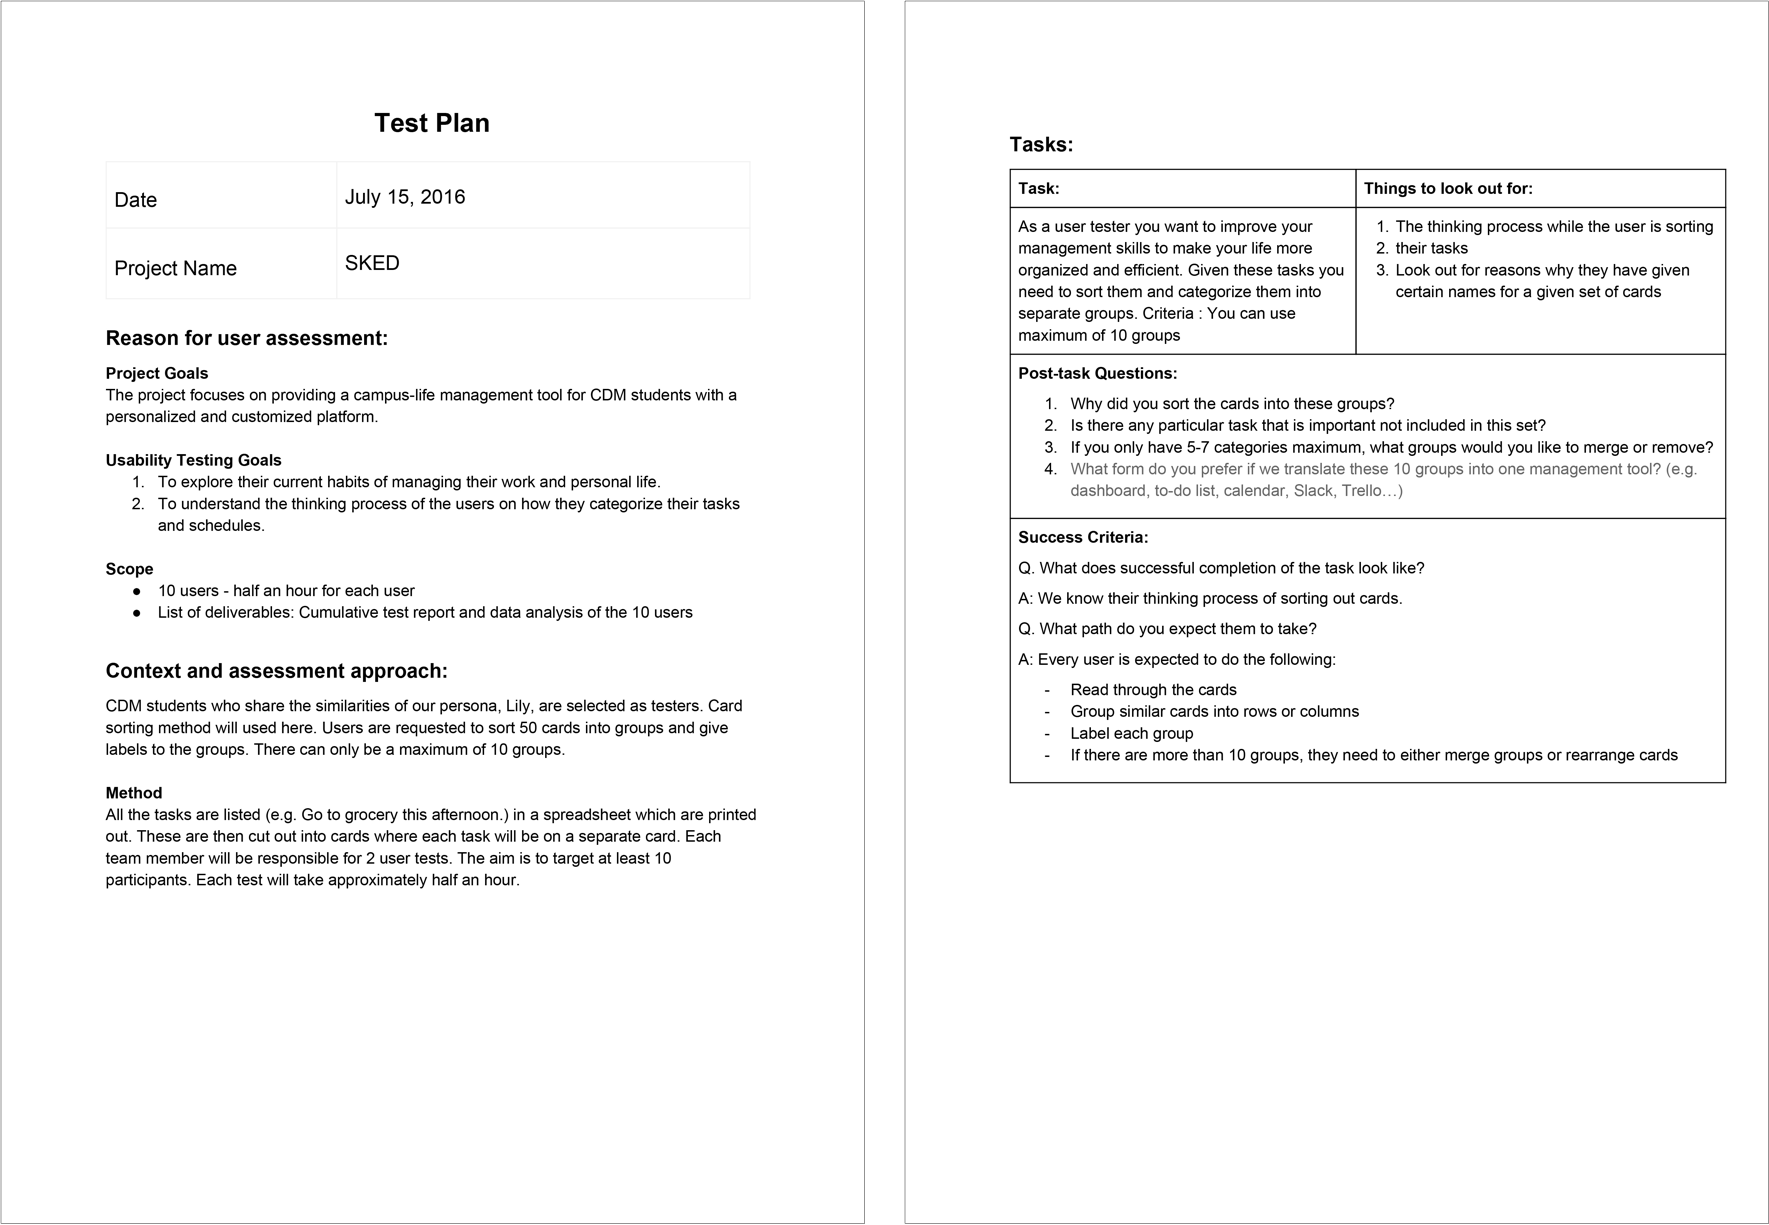 Test Plan
Date
July 15, 2016
Project Name
SKED
Reason for user assessment:
Project Goals
The project focuses on providing a campus-life management tool for CDM students with a
personalized and customized platform.
Usability Testing Goals
1. To explore their current habits of managing their work and personal life.
2. To understand the thinking process of the users on how they categorize their tasks
and schedules.
Scope
● 10 users - half an hour for each user
● List of deliverables: Cumulative test report and data analysis of the 10 users
Context and assessment approach:
CDM students who share the similarities of our persona, Lily, are selected as testers. Card
sorting method will used here. Users are requested to sort 50 cards into groups and give
labels to the groups. There can only be a maximum of 10 groups.
Method
All the tasks are listed (e.g. Go to grocery this afternoon.) in a spreadsheet which are printed
out. These are then cut out into cards where each task will be on a separate card. Each
team member will be responsible for 2 user tests. The aim is to target at least 10
participants. Each test will take approximately half an hour.
Tasks:
Task:
As a user tester you want to improve your
management skills to make your life more
organized and efficient. Given these tasks you
need to sort them and categorize them into
separate groups. Criteria : You can use
maximum of 10 groups
Things to look out for:
1. The thinking process while the user is sorting
2. their tasks
3. Look out for reasons why they have given
certain names for a given set of cards
Post-task Questions:
1. Why did you sort the cards into these groups?
2. Is there any particular task that is important not included in this set?
3. If you only have 5-7 categories maximum, what groups would you like to merge or remove?
4. What form do you prefer if we translate these 10 groups into one management tool? (e.g.
dashboard, to-do list, calendar, Slack, Trello…)
Success Criteria:
Q. What does successful completion of the task look like?
A: We know their thinking process of sorting out cards.
Q. What path do you expect them to take?
A: Every user is expected to do the following:
- Read through the cards
- Group similar cards into rows or columns
- Label each group
- If there are more than 10 groups, they need to either merge groups or rearrange cards